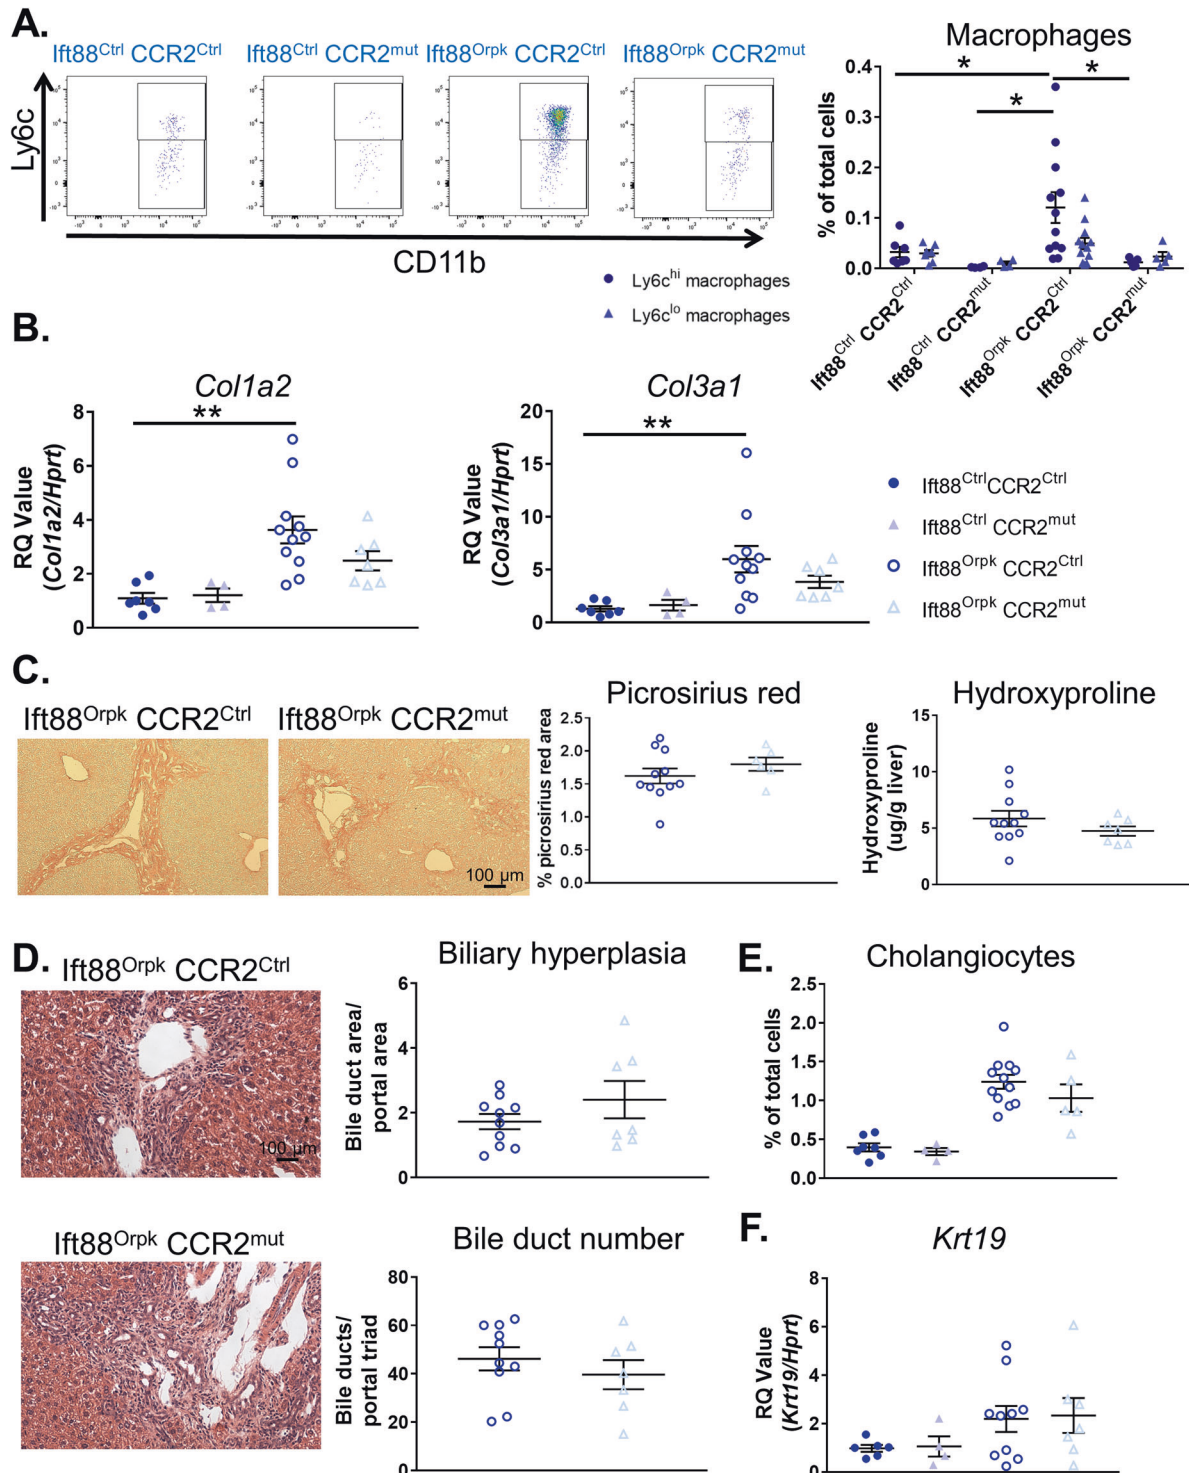 A.
Ift88Ctrl CCR2Ctrl
Ift88Ctrl CCR2mut
Ift88Orpk CCR2Ctrl
Ift88Orpk CCR2mut
Ly6c
CD11b
Macrophages
% of total cells
0.4
0.3
0.2
0.1
0.0
*
*
*
Ift88Ctrl CCR2Ctrl
Ift88Ctrl CCR2mut
Ift88Orpk CCR2Ctrl
Ift88Orpk CCR2mut
Ly6chi macrophages
Ly6clo macrophages
B.
Col1a2
RQ Value
(Col1a2/Hprt)
8
6
4
2
0
**
Col3a1
RQ Value
(Col3a1/Hprt)
20
15
10
5
0
**
Ift88CtrlCCR2Ctrl
Ift88Ctrl CCR2mut
Ift88Orpk CCR2Ctrl
Ift88Orpk CCR2mut
C.
Ift88Orpk CCR2Ctrl
Ift88Orpk CCR2mut
100 µm
Picrosirius red
% picrosirius red area
2.5
2.0
1.5
1.0
0.5
0.0
Hydroxyproline
Hydroxyproline
(ug/g liver)
15
10
5
0
D.
Ift88Orpk CCR2Ctrl
100 µm
Biliary hyperplasia
Bile duct area/
portal area
6
4
2
0
E.
Cholangiocytes
% of total cells
2.5
2.0
1.5
1.0
0.5
0.0
Ift88Orpk CCR2mut
Bile duct number
Bile ducts/
portal triad
80
60
40
20
0
F.
Krt19
RQ Value
(Krt19/Hprt)
8
6
4
2
0